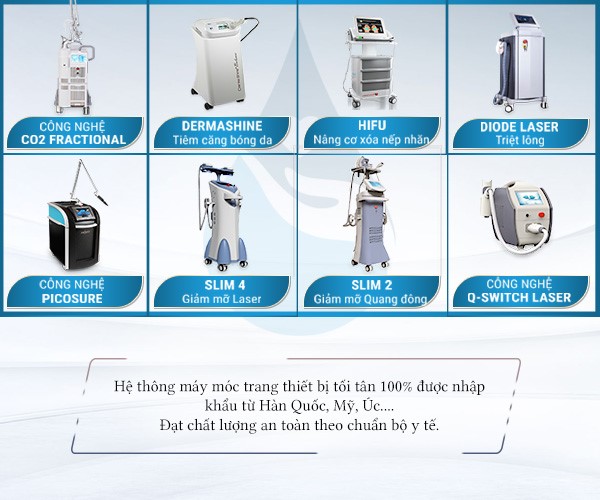 CÔNG NGHỆ
CO2 FRACTIONAL
DERMASHINE
Tiêm căng bóng da
HIFU
Nâng cơ xóa nếp nhăn
DIODE LASER
Triệt lông
CÔNG NGHỆ
PICOSURE
SLIM 4
Giảm mỡ Laser
SLIM 2
Giảm mỡ Quang đông
CÔNG NGHỆ
Q-SWITCH LASER
Hệ thông máy móc trang thiết bị tối tân 100% được nhập
khẩu từ Hàn Quốc, Mỹ, Úc....
Đạt chất lượng an toàn theo chuẩn bộ y tế.